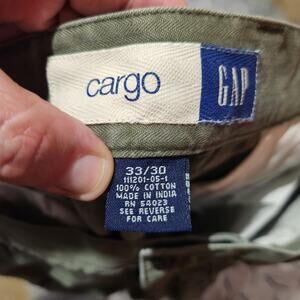 cargo
GAP
33/30
111201-05-1
100% COTTON
MADE IN INDIA
RN 54023
SEE REVERSE
FOR CARE